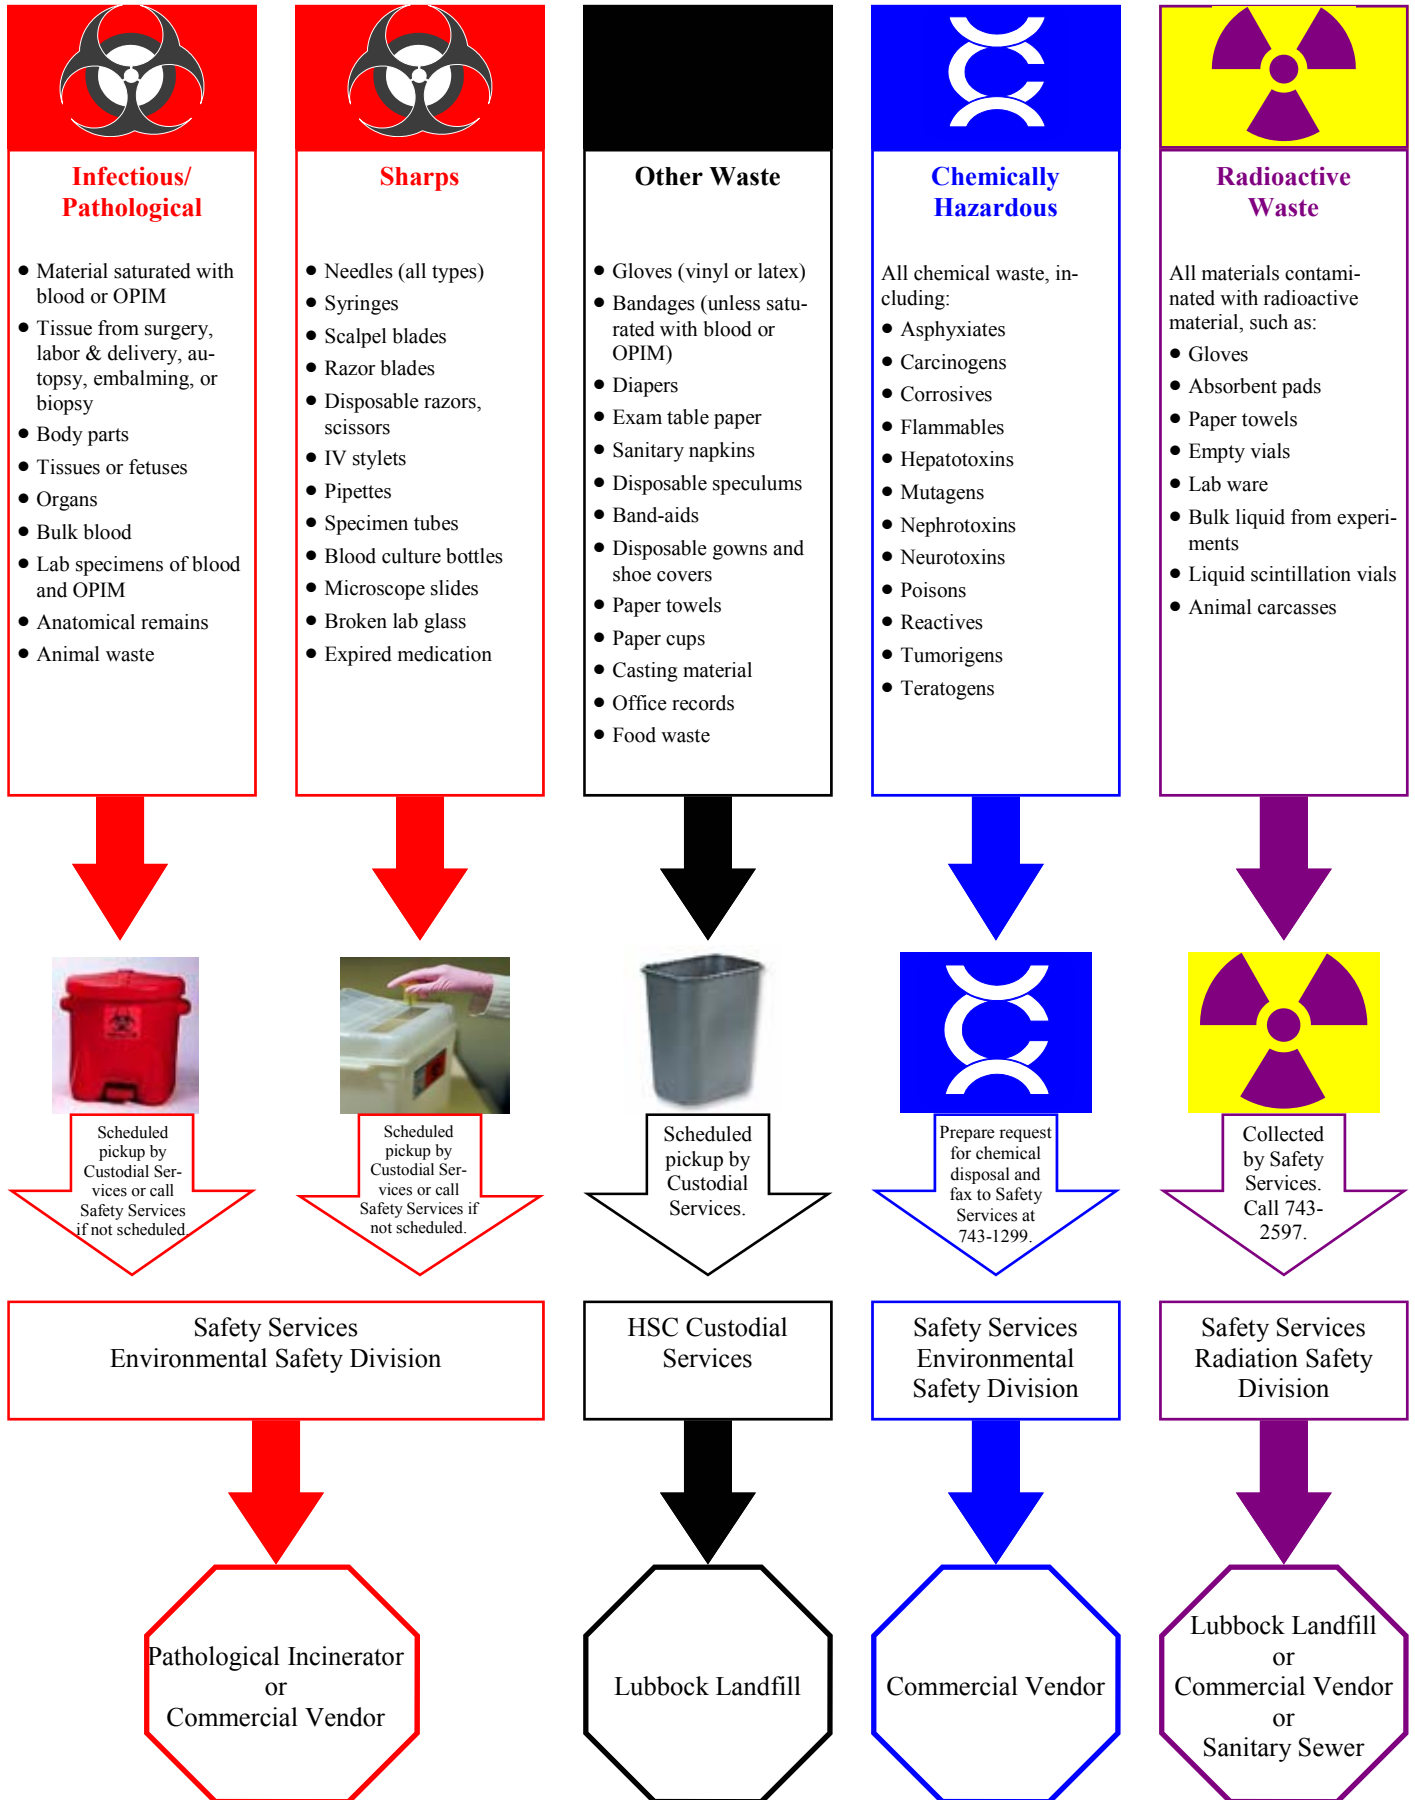 Infectious/
Pathological
● Material saturated with
blood or OPIM
● Tissue from surgery,
labor & delivery, au-
topsy, embalming, or
biopsy
● Body parts
● Tissues or fetuses
● Organs
● Bulk blood
● Lab specimens of blood
and OPIM
● Anatomical remains
● Animal waste
Sharps
● Needles (all types)
● Syringes
● Scalpel blades
● Razor blades
● Disposable razors,
scissors
● IV stylets
● Pipettes
● Specimen tubes
● Blood culture bottles
● Microscope slides
● Broken lab glass
● Expired medication
Other Waste
● Gloves (vinyl or latex)
● Bandages (unless satu-
rated with blood or
OPIM)
● Diapers
● Exam table paper
● Sanitary napkins
● Disposable speculums
● Band-aids
● Disposable gowns and
shoe covers
● Paper towels
● Paper cups
● Casting material
● Office records
● Food waste
Chemically
Hazardous
All chemical waste, in-
cluding:
● Asphyxiates
● Carcinogens
● Corrosives
● Flammables
● Hepatotoxins
● Mutagens
● Nephrotoxins
● Neurotoxins
● Poisons
● Reactives
● Tumorigens
● Teratogens
Radioactive
Waste
All materials contami-
nated with radioactive
material, such as:
● Gloves
● Absorbent pads
● Paper towels
● Empty vials
● Lab ware
● Bulk liquid from experi-
ments
● Liquid scintillation vials
● Animal carcasses
Scheduled
pickup by
Custodial Ser-
vices or call
Safety Services
if not scheduled.
Scheduled
pickup by
Custodial Ser-
vices or call
Safety Services if
not scheduled.
Scheduled
pickup by
Custodial
Services.
Prepare request
for chemical
disposal and
fax to Safety
Services at
743-1299.
Collected
by Safety
Services.
Call 743-
2597.
Safety Services
Environmental Safety Division
HSC Custodial
Services
Safety Services
Environmental
Safety Division
Safety Services
Radiation Safety
Division
Pathological Incinerator
or
Commercial Vendor
Lubbock Landfill
Commercial Vendor
Lubbock Landfill
or
Commercial Vendor
or
Sanitary Sewer